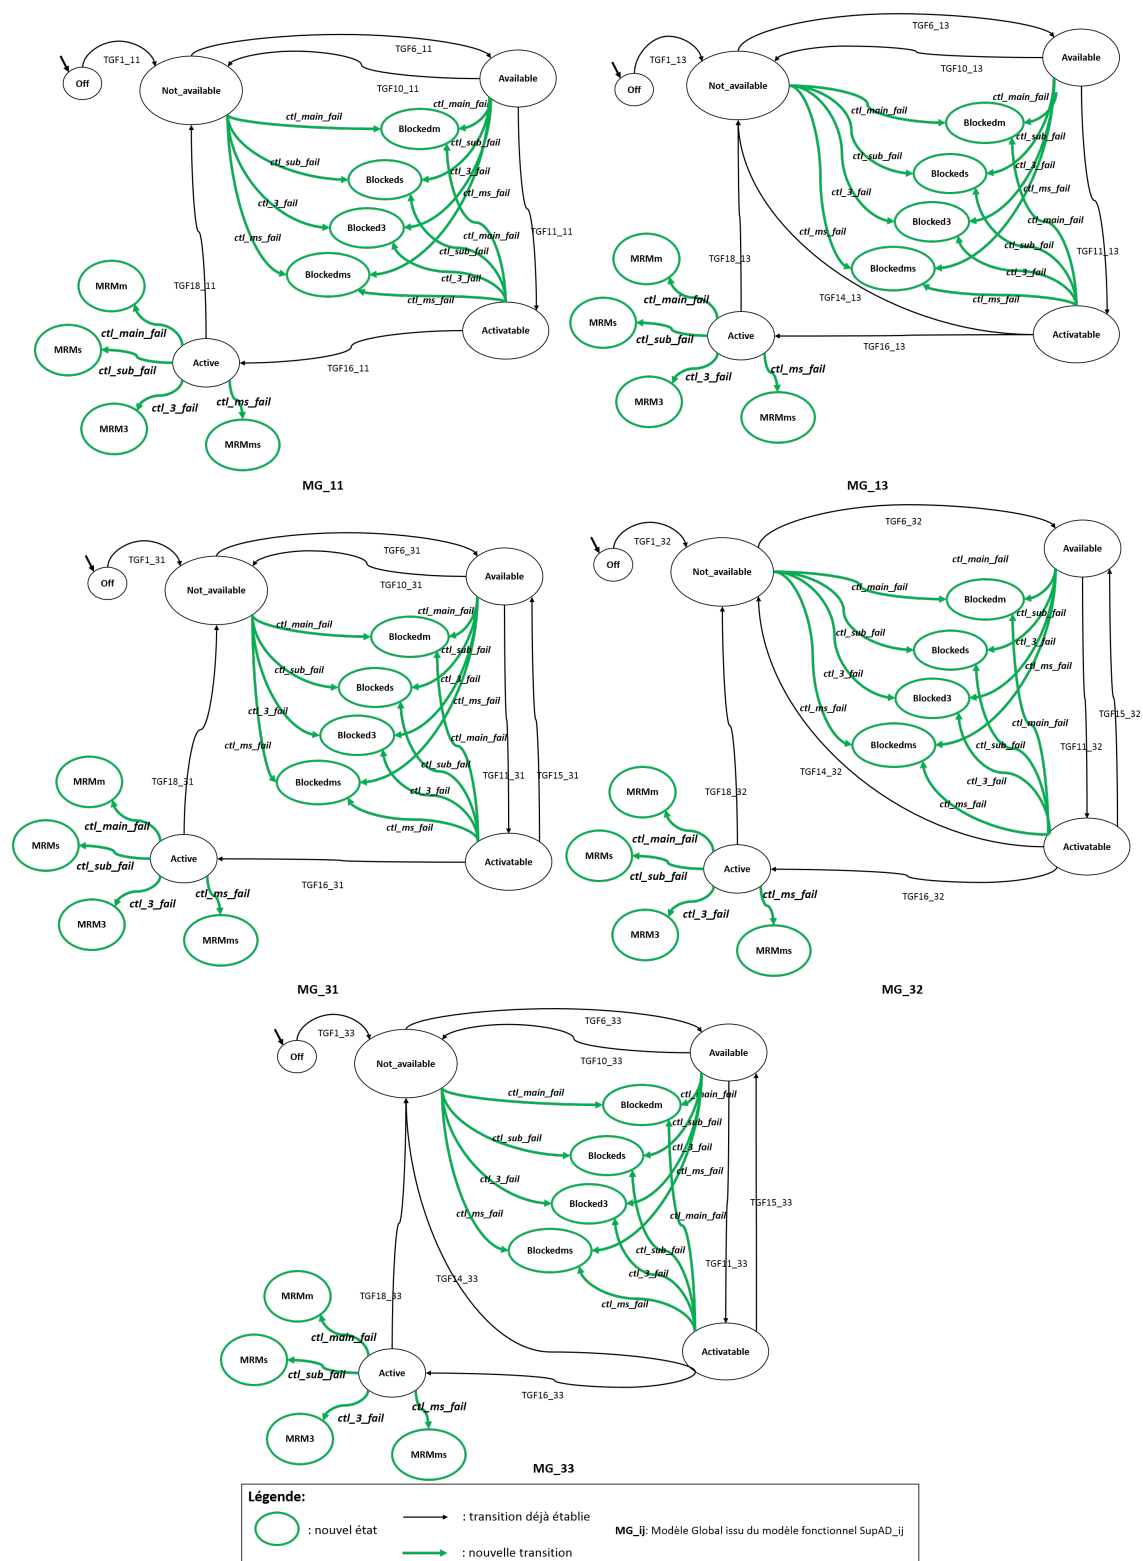 TGF1_11
TGF6_11
Off
Not_available
Available
TGF10_11
ctl_main_fail
ctl_main_fail
Blockedm
ctl_sub_fail
ctl_sub_fail
Blockeds
ctl_3_fail
ctl_ms_fail
ctl_3_fail
Blocked3
ctl_main_fail
TGF11_11
ctl_ms_fail
ctl_sub_fail
Blockedms
ctl_3_fail
ctl_ms_fail
MRMm
TGF18_11
ctl_main_fail
Activatable
MRMs
ctl_sub_fail
Active
TGF16_11
ctl_3_fail
ctl_ms_fail
MRM3
MRMms
MG_11
TGF1_13
TGF6_13
Off
Not_available
Available
TGF10_13
ctl_main_fail
ctl_main_fail
Blockedm
ctl_sub_fail
ctl_sub_fail
Blockeds
ctl_3_fail
ctl_3_fail
ctl_ms_fail
Blocked3
ctl_main_fail
ctl_ms_fail
ctl_sub_fail
TGF11_13
Blockedms
ctl_3_fail
ctl_ms_fail
MRMm
TGF18_13
TGF14_13
ctl_main_fail
Activatable
MRMs
ctl_sub_fail
Active
TGF16_13
ctl_3_fail
ctl_ms_fail
MRM3
MRMms
MG_13
TGF1_31
TGF6_31
Off
Not_available
Available
TGF10_31
ctl_main_fail
ctl_main_fail
Blockedm
ctl_sub_fail
ctl_sub_fail
Blockeds
ctl_3_fail
ctl_ms_fail
ctl_3_fail
Blocked3
ctl_main_fail
ctl_ms_fail
ctl_sub_fail
Blockedms
TGF11_31
TGF15_31
ctl_3_fail
TGF18_31
MRMm
ctl_main_fail
ctl_ms_fail
MRMs
ctl_sub_fail
Active
Activatable
TGF16_31
ctl_3_fail
ctl_ms_fail
MRM3
MRMms
MG_31
TGF1_32
TGF6_32
Off
Not_available
Available
ctl_main_fail
ctl_main_fail
Blockedm
ctl_sub_fail
ctl_sub_fail
Blockeds
ctl_3_fail
ctl_3_fail
ctl_ms_fail
Blocked3
ctl_ms_fail
ctl_main_fail
TGF15_32
Blockedms
ctl_sub_fail
TGF11_32
TGF14_32
ctl_3_fail
ctl_ms_fail
MRMm
TGF18_32
ctl_main_fail
Activatable
MRMs
ctl_sub_fail
Active
TGF16_32
ctl_3_fail
ctl_ms_fail
MRM3
MRMms
MG_32
TGF1_33
TGF6_33
Off
Not_available
Available
TGF10_33
ctl_main_fail
ctl_main_fail
Blockedm
ctl_sub_fail
ctl_sub_fail
Blockeds
ctl_3_fail
ctl_3_fail
ctl_ms_fail
Blocked3
TGF15_33
ctl_ms_fail
ctl_main_fail
Blockedms
ctl_sub_fail
TGF11_33
ctl_3_fail
TGF14_33
MRMm
TGF18_33
ctl_ms_fail
ctl_main_fail
MRMs
ctl_sub_fail
Active
Activatable
TGF16_33
ctl_3_fail
ctl_ms_fail
MRM3
MRMms
MG_33
Légende:
: nouvel état
: transition déjà établie
MG_ij: Modèle Global issu du modèle fonctionnel SupAD_ij
: nouvelle transition